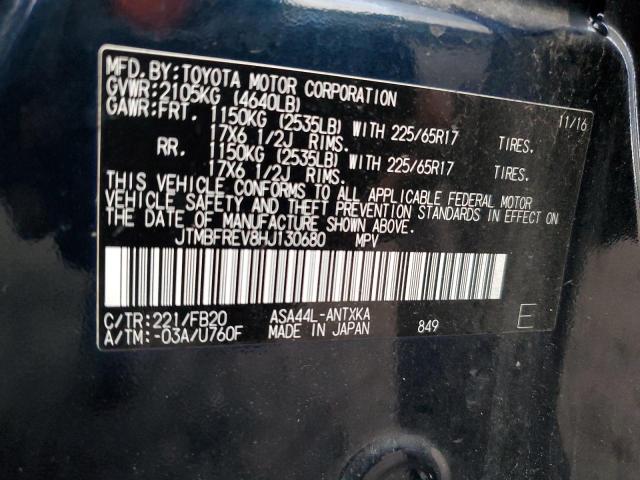 MFD.BY:TOYOTA MOTOR CORPORATION 11/16
GVWR:2105KG (4640LB)
GAWR:FRT. 1150KG (2535LB) WITH 225/65R17 TIRES.
17X6 1/2J RIMS.
RR. 1150KG (2535LB) WITH 225/65R17 TIRES.
17X6 1/2J RIMS.
THIS VEHICLE CONFORMS TO ALL APPLICABLE FEDERAL MOTOR
VEHICLE SAFETY AND THEFT PREVENTION STANDARDS IN EFFECT ON
THE DATE OF MANUFACTURE SHOWN ABOVE.
JTMBFREV8HJ130680 MPV
C/TR:221/FB20 ASA44L-ANTXKA
A/TM:-03A/U760F MADE IN JAPAN 849 E